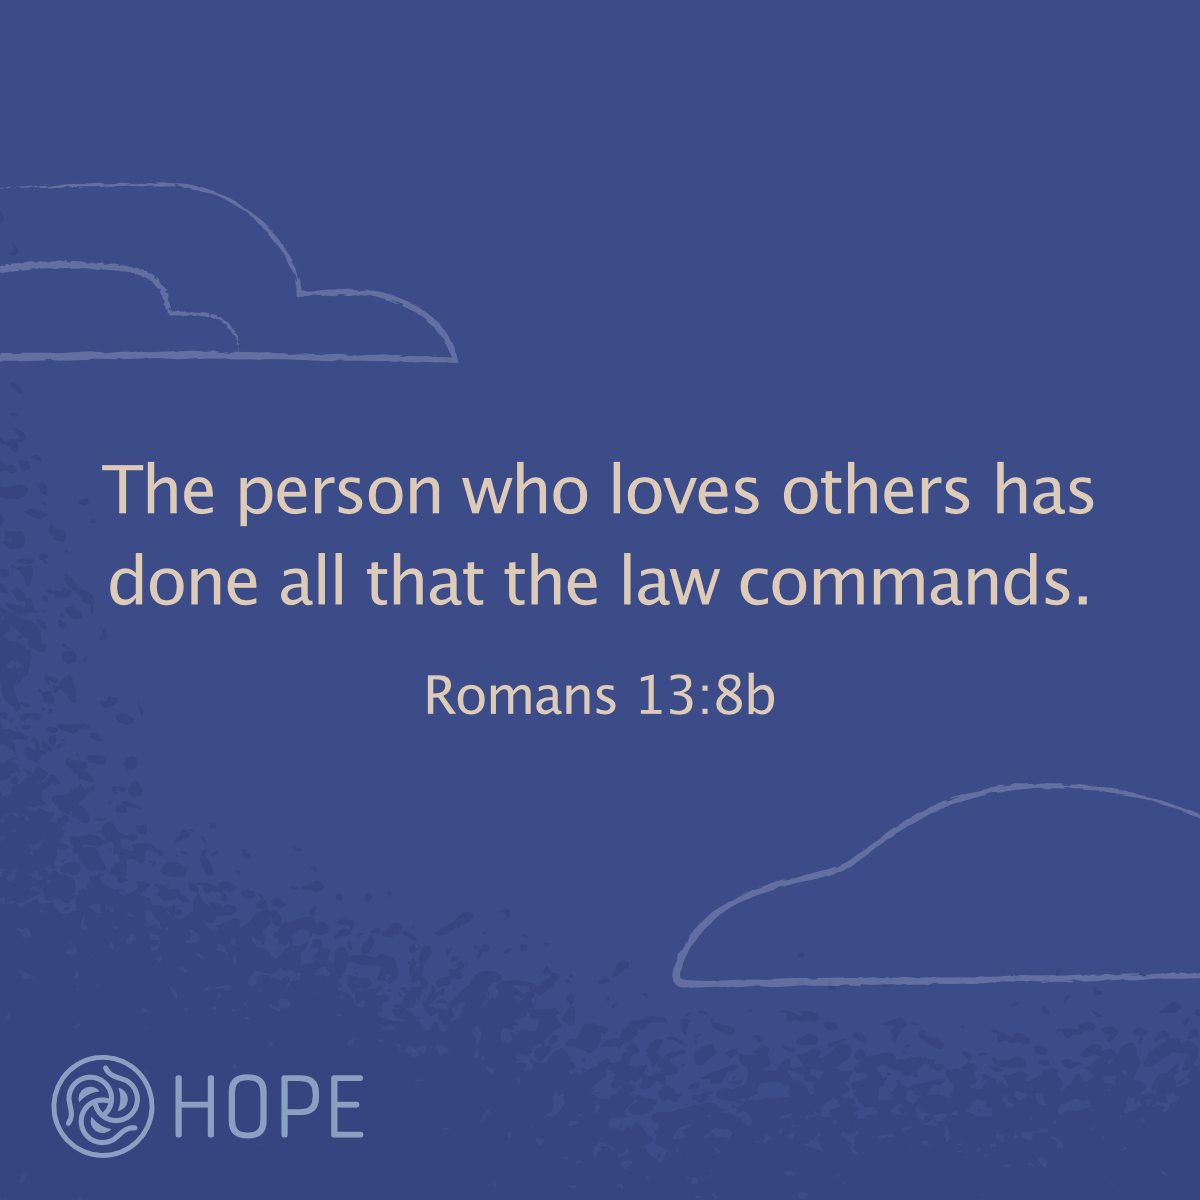 The person who loves others has
done all that the law commands.
Romans 13:8b
HOPE